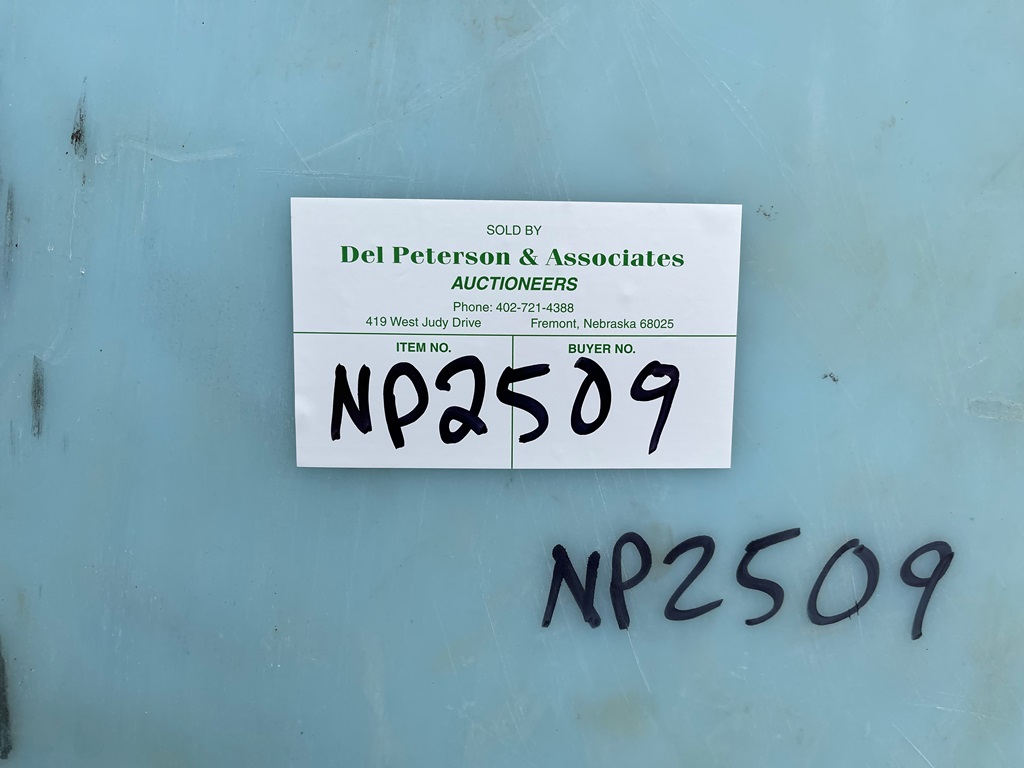 SOLD BY
Del Peterson & Associates
AUCTIONEERS
Phone: 402-721-4388
419 West Judy Drive Fremont, Nebraska 68025
ITEM NO. BUYER NO.
NP2509
NP2509